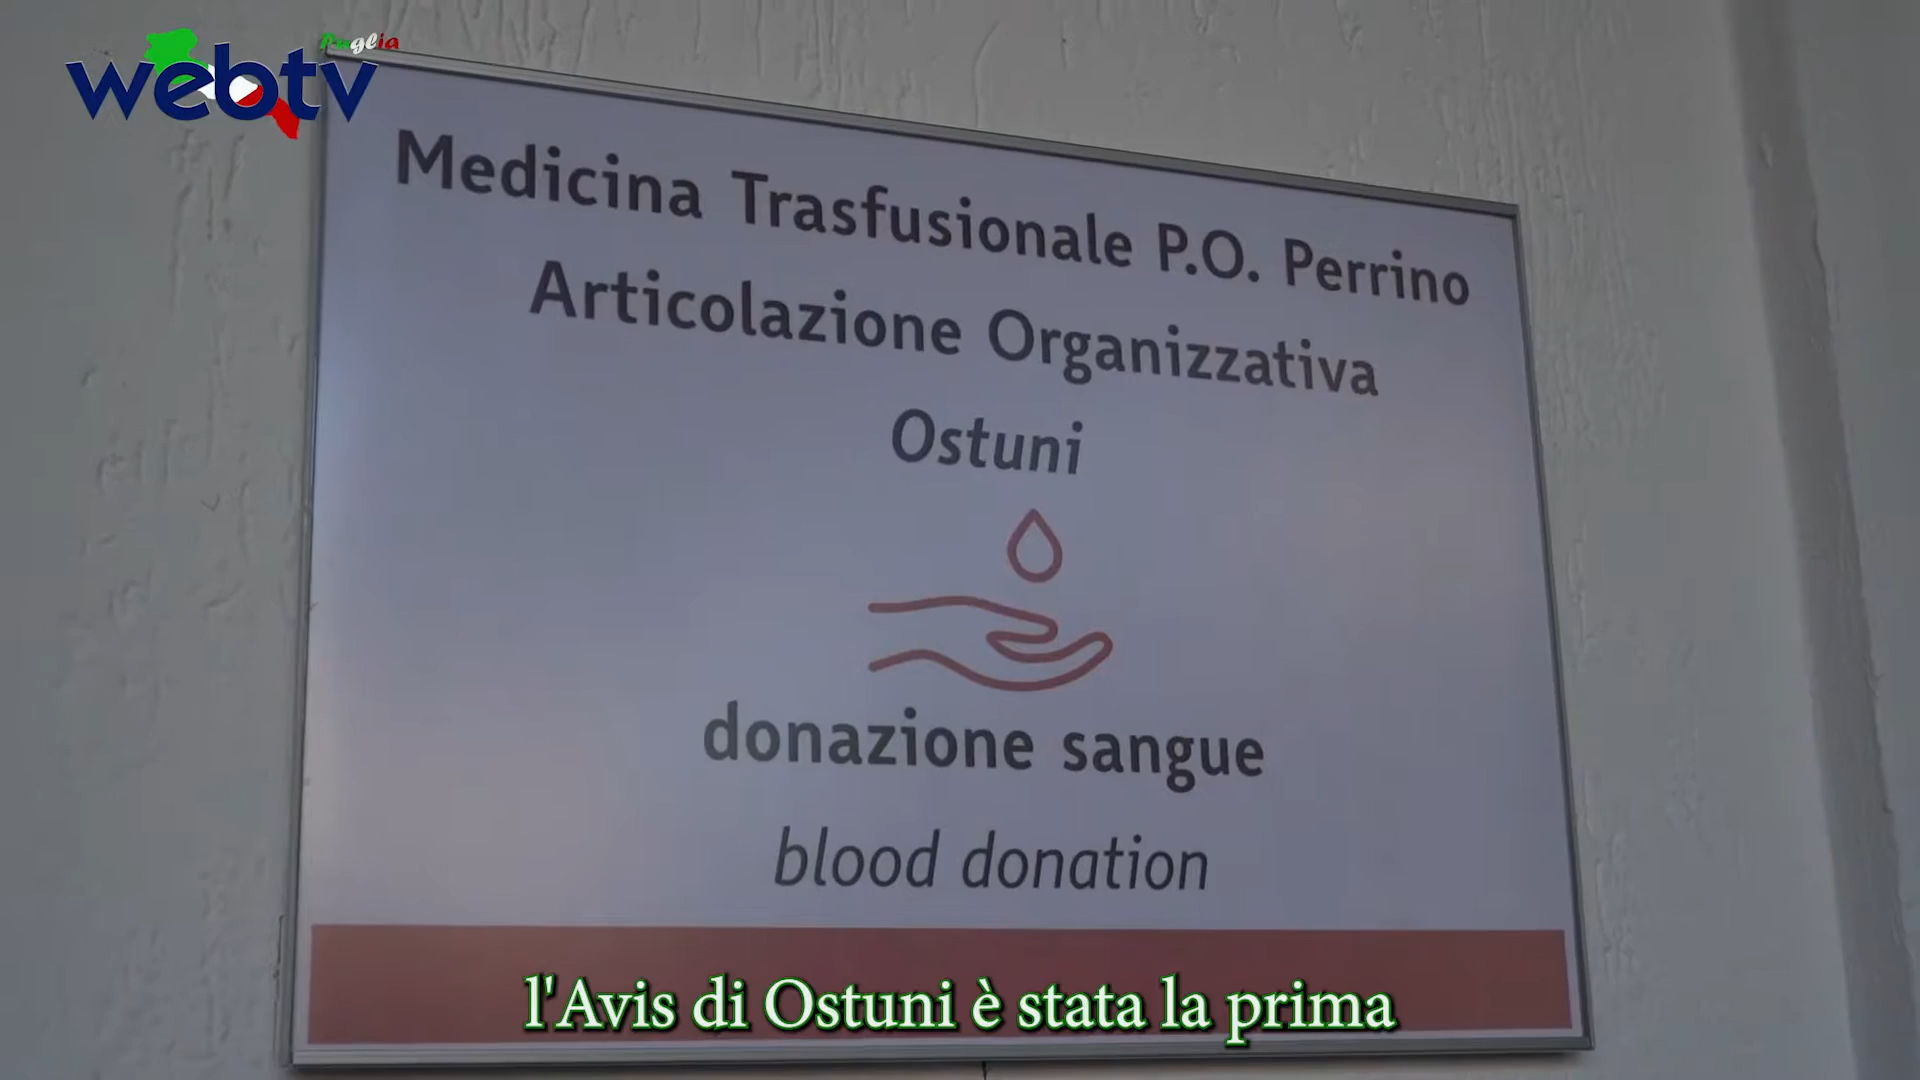 Puglia
webtv
Medicina Trasfusionale P.O. Perrino
Articolazione Organizzativa
Ostuni
donazione sangue
blood donation
l'Avis di Ostuni è stata la prima